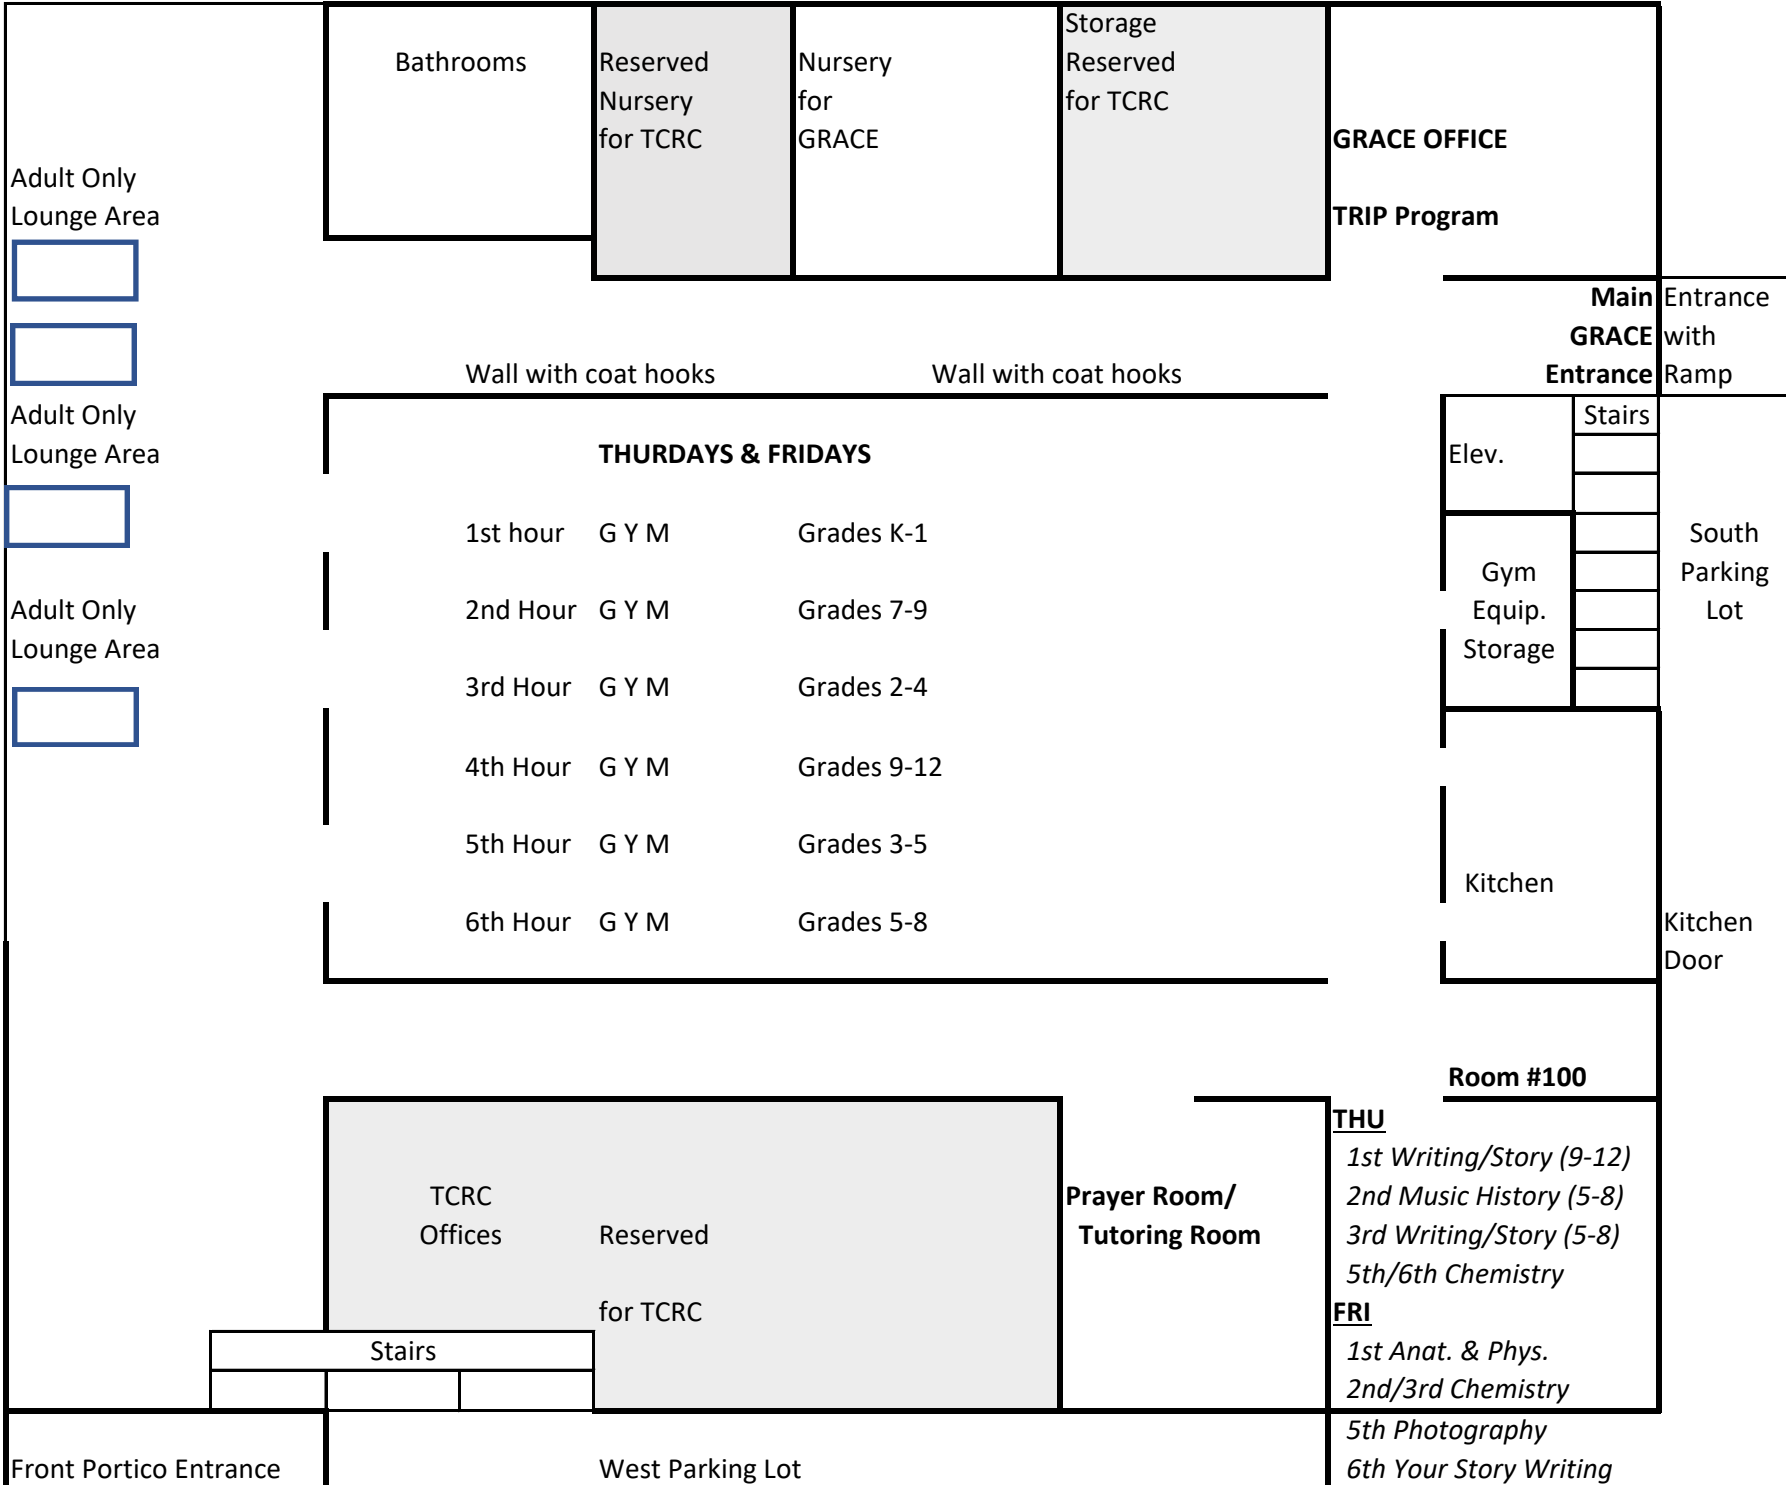 Bathrooms
Reserved
Nursery
for TCRC
Nursery
for
GRACE
Storage
Reserved
for TCRC
GRACE OFFICE
TRIP Program
Adult Only
Lounge Area
Main
GRACE
Entrance
Entrance
with
Ramp
Wall with coat hooks
Wall with coat hooks
Adult Only
Lounge Area
THURDAYS & FRIDAYS
1st hour G Y M Grades K-1
2nd Hour G Y M Grades 7-9
3rd Hour G Y M Grades 2-4
4th Hour G Y M Grades 9-12
5th Hour G Y M Grades 3-5
6th Hour G Y M Grades 5-8
Adult Only
Lounge Area
Elev.
Stairs
Gym
Equip.
Storage
South
Parking
Lot
Kitchen
Kitchen
Door
Room #100
THU
1st Writing/Story (9-12)
2nd Music History (5-8)
3rd Writing/Story (5-8)
5th/6th Chemistry
FRI
1st Anat. & Phys.
2nd/3rd Chemistry
5th Photography
6th Your Story Writing
TCRC
Offices
Reserved
for TCRC
Prayer Room/
Tutoring Room
Stairs
Front Portico Entrance
West Parking Lot